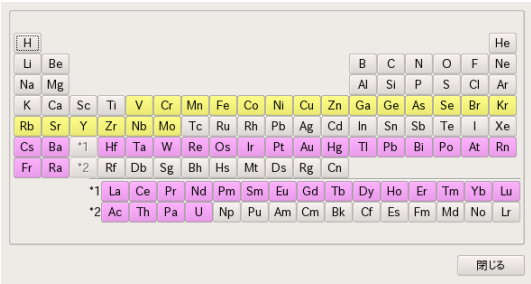 H He
Li Be B C N O F Ne
Na Mg Al Si P S Cl Ar
K Ca Sc Ti V Cr Mn Fe Co Ni Cu Zn Ga Ge As Se Br Kr
Rb Sr Y Zr Nb Mo Tc Ru Rh Pb Ag Cd In Sn Sb Te I Xe
Cs Ba *1 Hf Ta W Re Os Ir Pt Au Hg Tl Pb Bi Po At Rn
Fr Ra *2 Rf Db Sg Bh Hs Mt Ds Rg Cn
*1 La Ce Pr Nd Pm Sm Eu Gd Tb Dy Ho Er Tm Yb Lu
*2 Ac Th Pa U Np Pu Am Cm Bk Cf Es Fm Md No Lr
閉じる